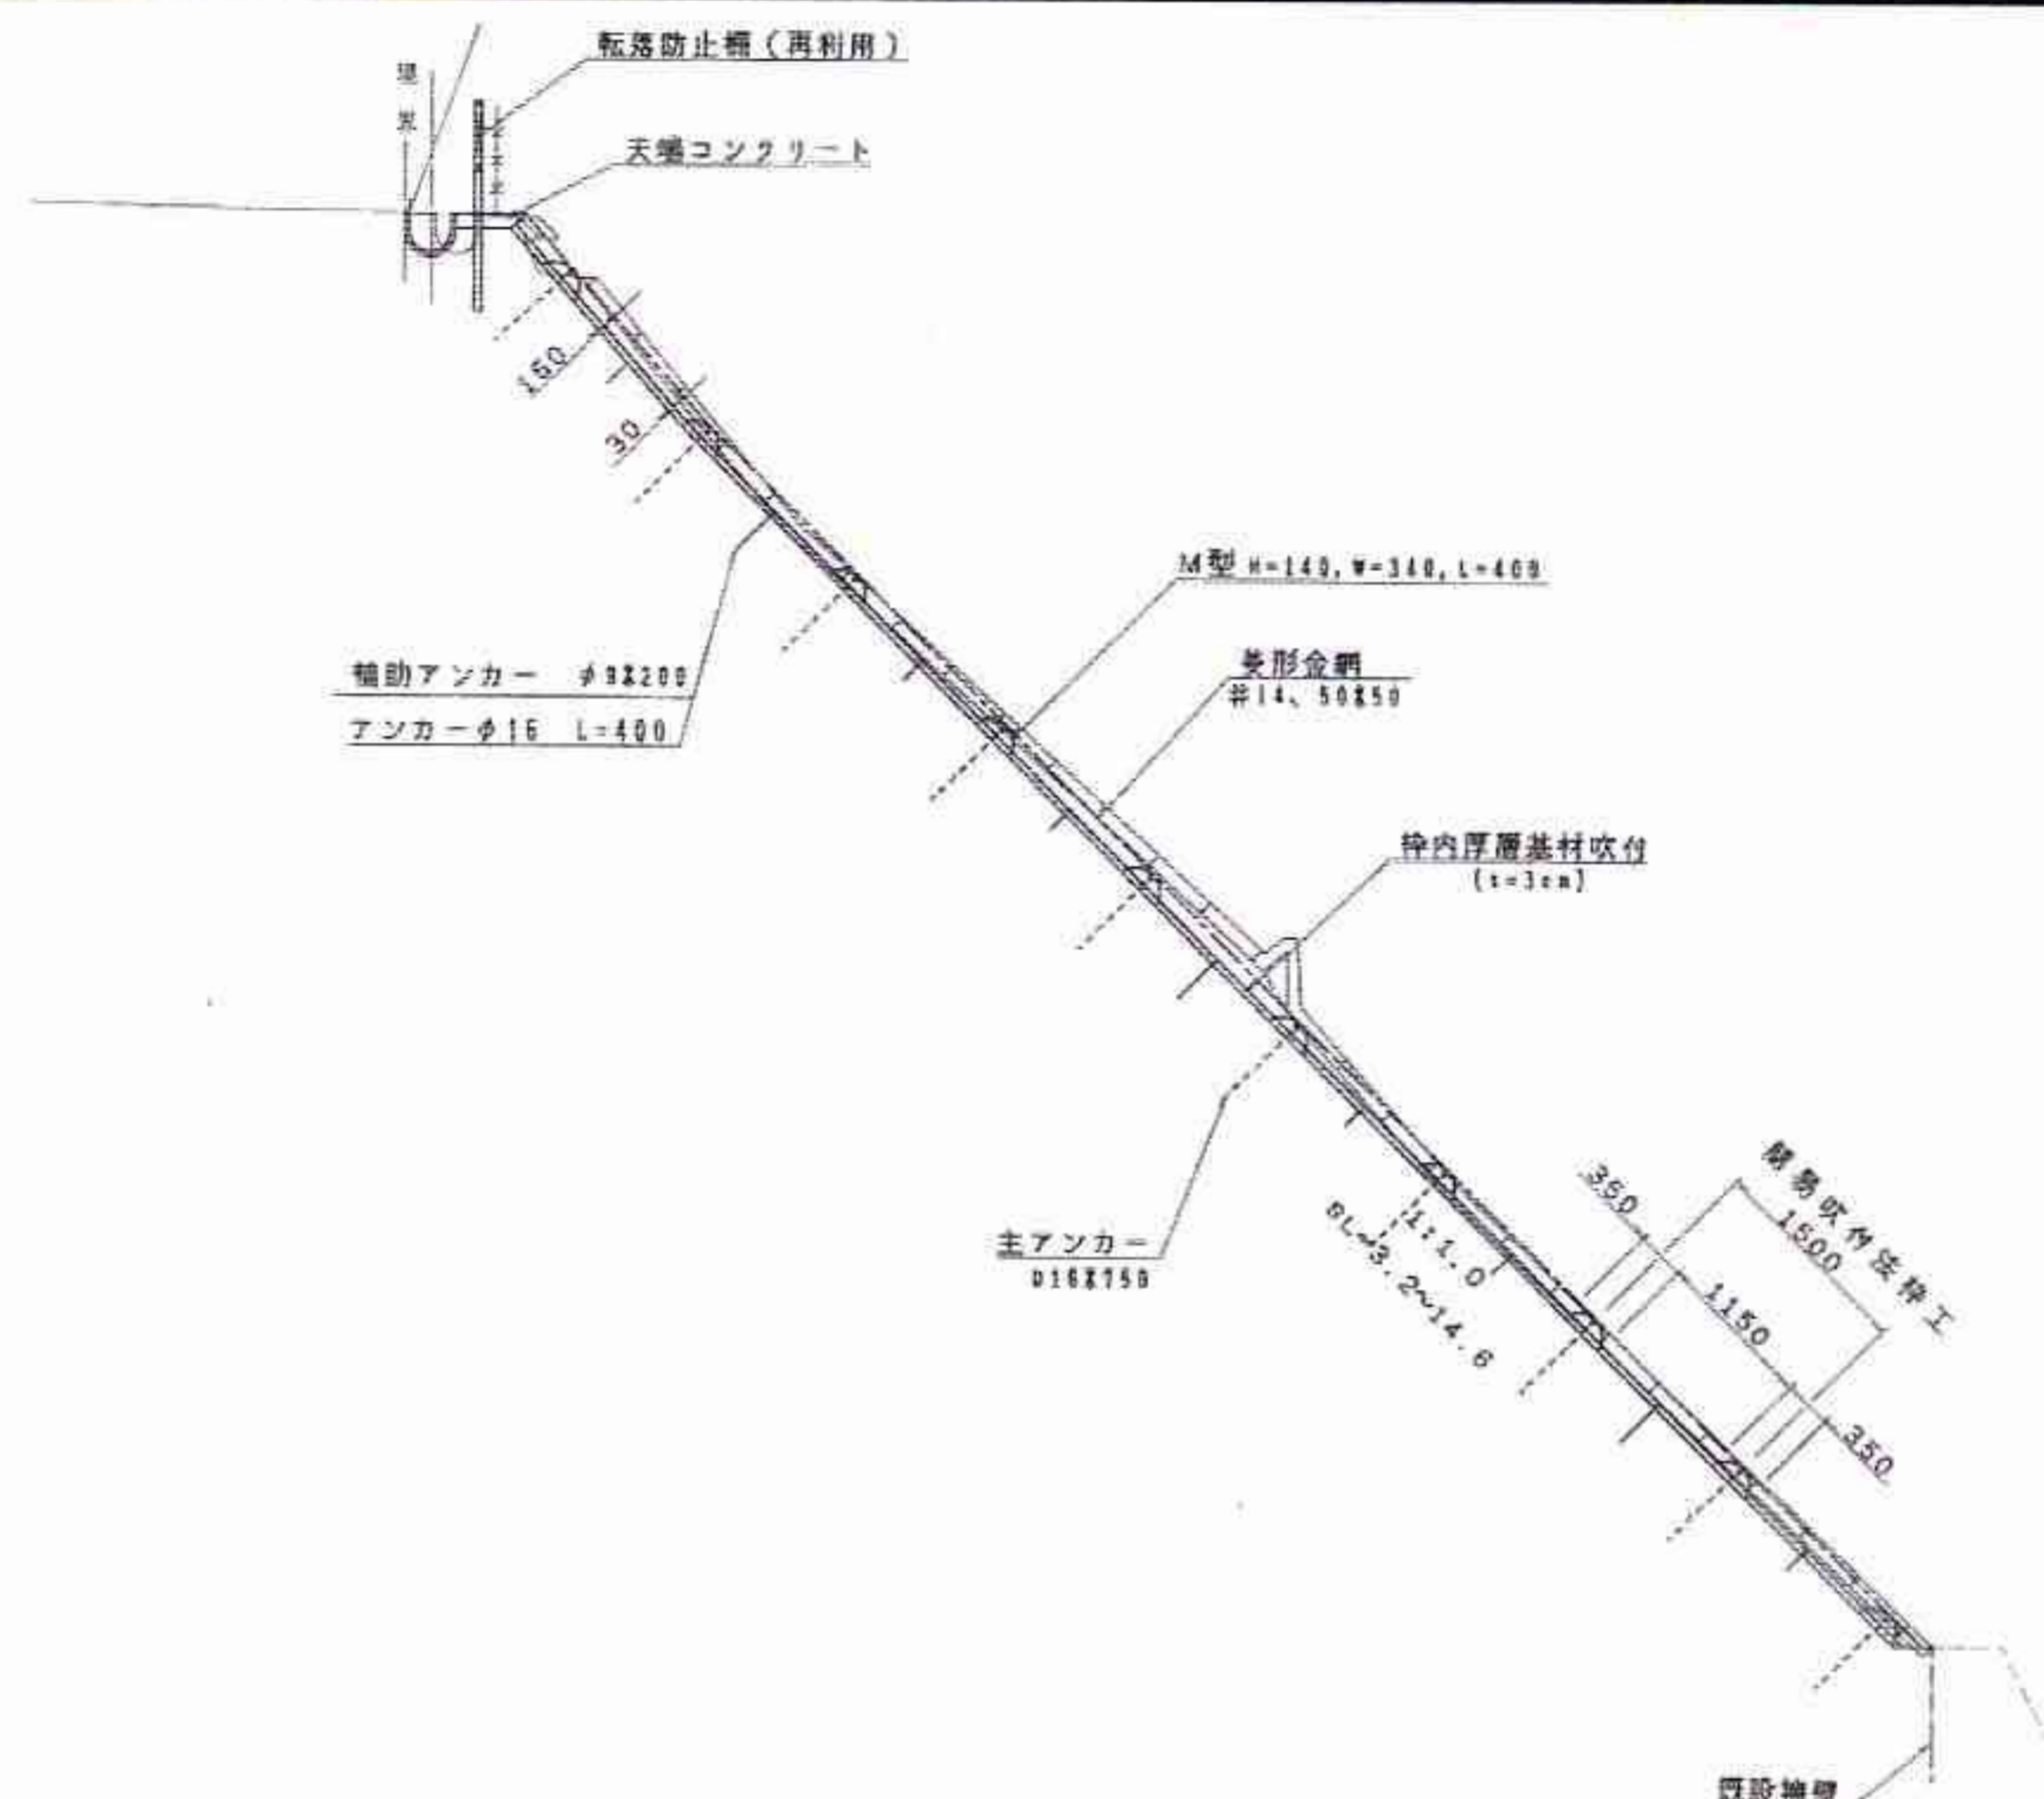 転落防止柵（再利用）
境界
天端コンクリート
150
30
M型 H=140, W=340, L=400
補助アンカー φ9X200
アンカーφ16 L=400
菱形金網
#14、50X50
枠内厚層基材吹付
(t=3cm)
主アンカー
D16X750
1:1.0
SL=3.2～14.6
簡易吹付法枠工
1500
350
1150
350
既設擁壁